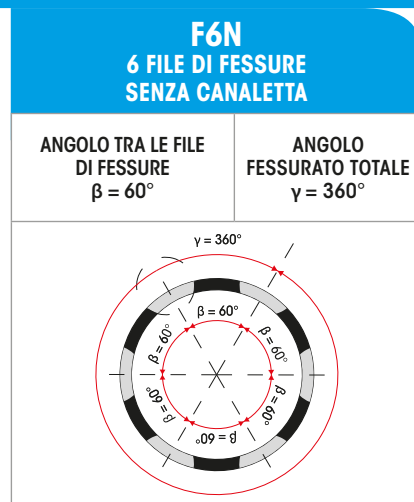 F6N
6 FILE DI FESSURE
SENZA CANALETTA
ANGOLO TRA LE FILE
DI FESSURE
β = 60°
ANGOLO
FESSURATO TOTALE
γ = 360°
γ = 360°
β = 60°
β = 60°
β = 60°
β = 60°
β = 60°
β = 60°